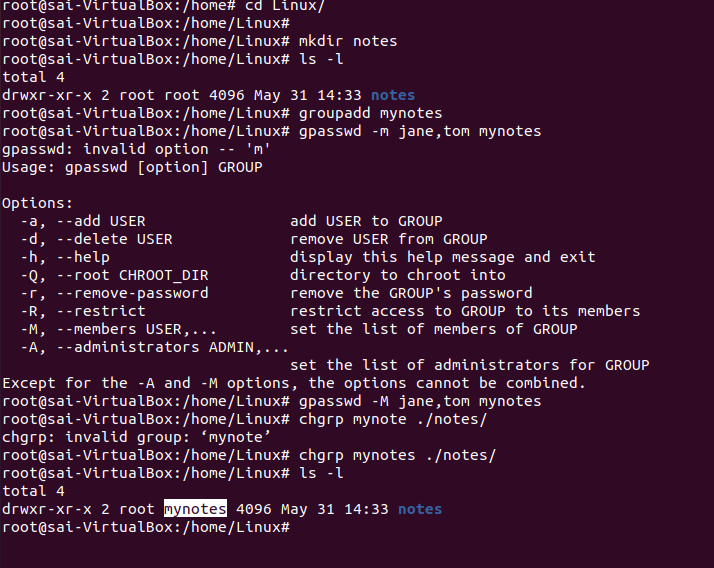 root@sai-VirtualBox:/home# cd Linux/
root@sai-VirtualBox:/home/Linux#
root@sai-VirtualBox:/home/Linux# mkdir notes
root@sai-VirtualBox:/home/Linux# ls -l
total 4
drwxr-xr-x 2 root root 4096 May 31 14:33 notes
root@sai-VirtualBox:/home/Linux# groupadd mynotes
root@sai-VirtualBox:/home/Linux# gpasswd -m jane,tom mynotes
gpasswd: invalid option -- 'm'
Usage: gpasswd [option] GROUP

Options:
  -a, --add USER                add USER to GROUP
  -d, --delete USER             remove USER from GROUP
  -h, --help                    display this help message and exit
  -Q, --root CHROOT_DIR         directory to chroot into
  -r, --remove-password         remove the GROUP's password
  -R, --restrict                restrict access to GROUP to its members
  -M, --members USER,...        set the list of members of GROUP
  -A, --administrators ADMIN,...
                                set the list of administrators for GROUP
Except for the -A and -M options, the options cannot be combined.
root@sai-VirtualBox:/home/Linux# gpasswd -M jane,tom mynotes
root@sai-VirtualBox:/home/Linux# chgrp mynote ./notes/
chgrp: invalid group: ‘mynote’
root@sai-VirtualBox:/home/Linux# chgrp mynotes ./notes/
root@sai-VirtualBox:/home/Linux# ls -l
total 4
drwxr-xr-x 2 root mynotes 4096 May 31 14:33 notes
root@sai-VirtualBox:/home/Linux#